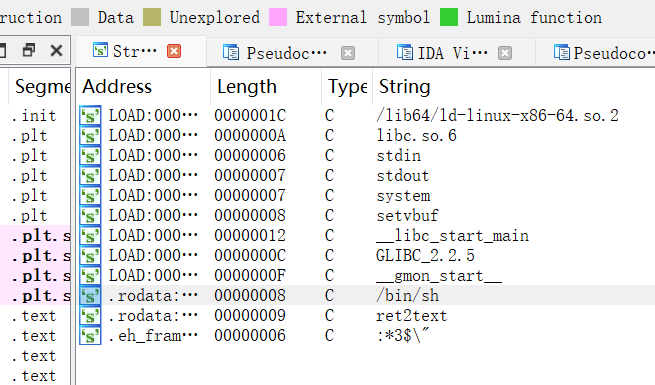 ruction Data Unexplored External symbol Lumina function
Str… Pseudoc… IDA Vi… Pseudoco
Segme Address Length Type String
.init LOAD:000… 0000001C C /lib64/ld-linux-x86-64.so.2
.plt LOAD:000… 0000000A C libc.so.6
.plt LOAD:000… 00000006 C stdin
.plt LOAD:000… 00000007 C stdout
.plt LOAD:000… 00000007 C system
.plt LOAD:000… 00000008 C setvbuf
.plt.s LOAD:000… 00000012 C __libc_start_main
.plt.s LOAD:000… 0000000C C GLIBC_2.2.5
.plt.s LOAD:000… 0000000F C __gmon_start__
.plt.s .rodata:… 00000008 C /bin/sh
.text .rodata:… 00000009 C ret2text
.text .eh_fram… 00000006 C :*3$\"
.text
.text